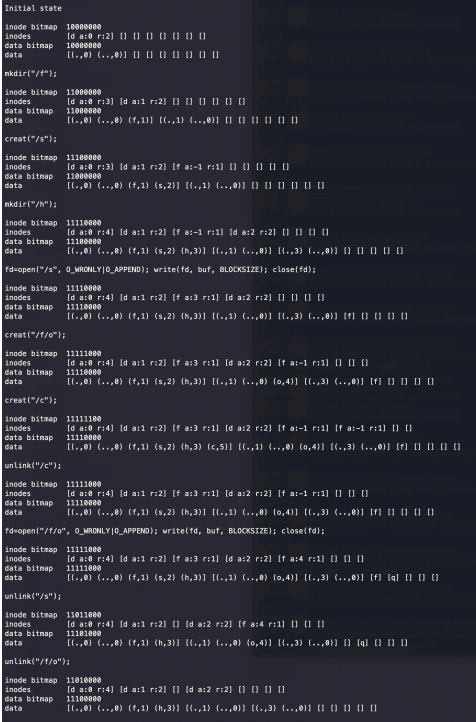 Initial state
inode bitmap 10000000
inodes [d a:0 r:2] [] [] [] [] [] [] []
data bitmap 10000000
data [(.,0) (..,0)] [] [] [] [] [] [] []
mkdir("/f");
inode bitmap 11000000
inodes [d a:0 r:3] [d a:1 r:2] [] [] [] [] [] []
data bitmap 11000000
data [(.,0) (..,0) (f,1)] [(.,1) (..,0)] [] [] [] [] [] []
creat("/s");
inode bitmap 11100000
inodes [d a:0 r:3] [d a:1 r:2] [f a:-1 r:1] [] [] [] [] []
data bitmap 11000000
data [(.,0) (..,0) (f,1) (s,2)] [(.,1) (..,0)] [] [] [] [] [] []
mkdir("/h");
inode bitmap 11110000
inodes [d a:0 r:4] [d a:1 r:2] [f a:-1 r:1] [d a:2 r:2] [] [] [] []
data bitmap 11100000
data [(.,0) (..,0) (f,1) (s,2) (h,3)] [(.,1) (..,0)] [(.,3) (..,0)] [] [] [] [] []
fd=open("/s", O_WRONLY|O_APPEND); write(fd, buf, BLOCKSIZE); close(fd);
inode bitmap 11110000
inodes [d a:0 r:4] [d a:1 r:2] [f a:3 r:1] [d a:2 r:2] [] [] [] []
data bitmap 11110000
data [(.,0) (..,0) (f,1) (s,2) (h,3)] [(.,1) (..,0)] [(.,3) (..,0)] [f] [] [] [] []
creat("/f/o");
inode bitmap 11111000
inodes [d a:0 r:4] [d a:1 r:2] [f a:3 r:1] [d a:2 r:2] [f a:-1 r:1] [] [] []
data bitmap 11110000
data [(.,0) (..,0) (f,1) (s,2) (h,3)] [(.,1) (..,0) (o,4)] [(.,3) (..,0)] [f] [] [] [] []
creat("/c");
inode bitmap 11111100
inodes [d a:0 r:4] [d a:1 r:2] [f a:3 r:1] [d a:2 r:2] [f a:-1 r:1] [f a:-1 r:1] [] []
data bitmap 11110000
data [(.,0) (..,0) (f,1) (s,2) (h,3) (c,5)] [(.,1) (..,0) (o,4)] [(.,3) (..,0)] [f] [] [] [] []
unlink("/c");
inode bitmap 11111000
inodes [d a:0 r:4] [d a:1 r:2] [f a:3 r:1] [d a:2 r:2] [f a:-1 r:1] [] [] []
data bitmap 11110000
data [(.,0) (..,0) (f,1) (s,2) (h,3)] [(.,1) (..,0) (o,4)] [(.,3) (..,0)] [f] [] [] [] []
fd=open("/f/o", O_WRONLY|O_APPEND); write(fd, buf, BLOCKSIZE); close(fd);
inode bitmap 11111000
inodes [d a:0 r:4] [d a:1 r:2] [f a:3 r:1] [d a:2 r:2] [f a:4 r:1] [] [] []
data bitmap 11111000
data [(.,0) (..,0) (f,1) (s,2) (h,3)] [(.,1) (..,0) (o,4)] [(.,3) (..,0)] [f] [q] [] [] []
unlink("/s");
inode bitmap 11011000
inodes [d a:0 r:4] [d a:1 r:2] [] [d a:2 r:2] [f a:4 r:1] [] [] []
data bitmap 11101000
data [(.,0) (..,0) (f,1) (h,3)] [(.,1) (..,0) (o,4)] [(.,3) (..,0)] [] [q] [] [] []
unlink("/f/o");
inode bitmap 11010000
inodes [d a:0 r:4] [d a:1 r:2] [] [d a:2 r:2] [] [] [] []
data bitmap 11100000
data [(.,0) (..,0) (f,1) (h,3)] [(.,1) (..,0)] [(.,3) (..,0)] [] [] [] [] []